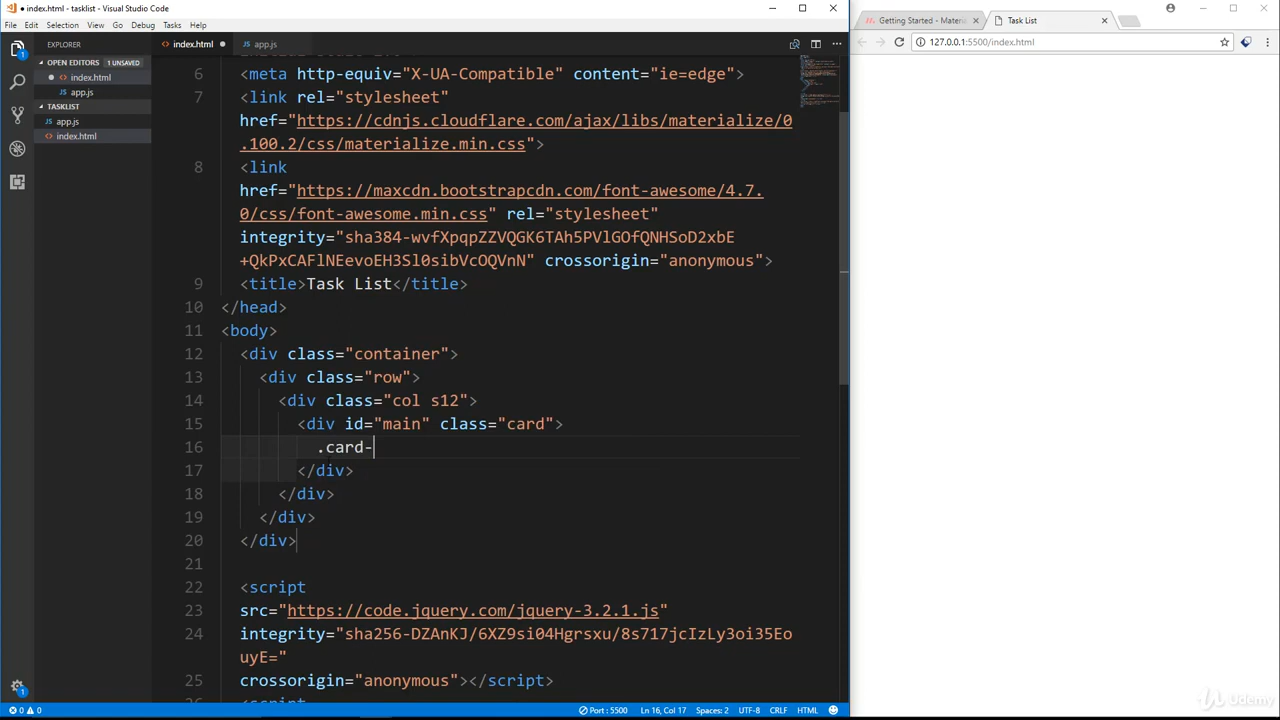 index.html - tasklist - Visual Studio Code
File Edit Selection View Go Debug Tasks Help
EXPLORER
OPEN EDITORS 1 UNSAVED
index.html
app.js
TASKLIST
app.js
index.html
index.html
app.js
6 <meta http-equiv="X-UA-Compatible" content="ie=edge">
7 <link rel="stylesheet"
href="https://cdnjs.cloudflare.com/ajax/libs/materialize/0
.100.2/css/materialize.min.css">
8 <link
href="https://maxcdn.bootstrapcdn.com/font-awesome/4.7.
0/css/font-awesome.min.css" rel="stylesheet"
integrity="sha384-wvfXpqpZZVQGK6TAh5PVlGOfQNHSoD2xbE
+QkPxCAFlNEevoEH3Sl0sibVcOQVnN" crossorigin="anonymous">
9 <title>Task List</title>
10 </head>
11 <body>
12 <div class="container">
13 <div class="row">
14 <div class="col s12">
15 <div id="main" class="card">
16 .card-
17 </div>
18 </div>
19 </div>
20 </div>
21
22 <script
23 src="https://code.jquery.com/jquery-3.2.1.js"
24 integrity="sha256-DZAnKJ/6XZ9si04Hgrsxu/8s717jcIzLy3oi35Eo
uyE="
25 crossorigin="anonymous"></script>
1
1
0 0
Port : 5500
Ln 16, Col 17
Spaces: 2
UTF-8
CRLF
HTML
Getting Started - Materi
Task List
127.0.0.1:5500/index.html
Udemy